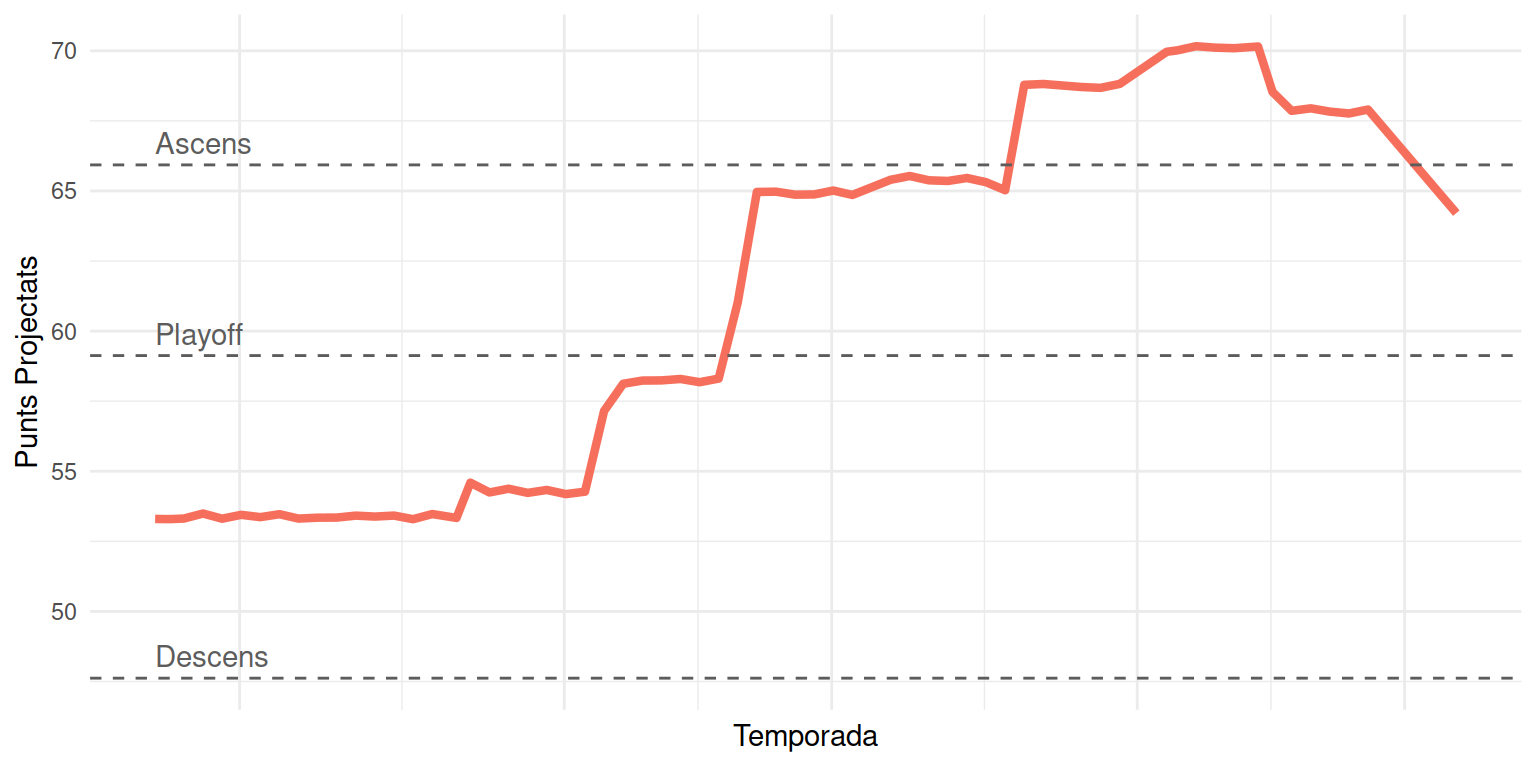 70
Ascens
65
Punts Projectats
Playoff
60
55
50
Descens
Temporada